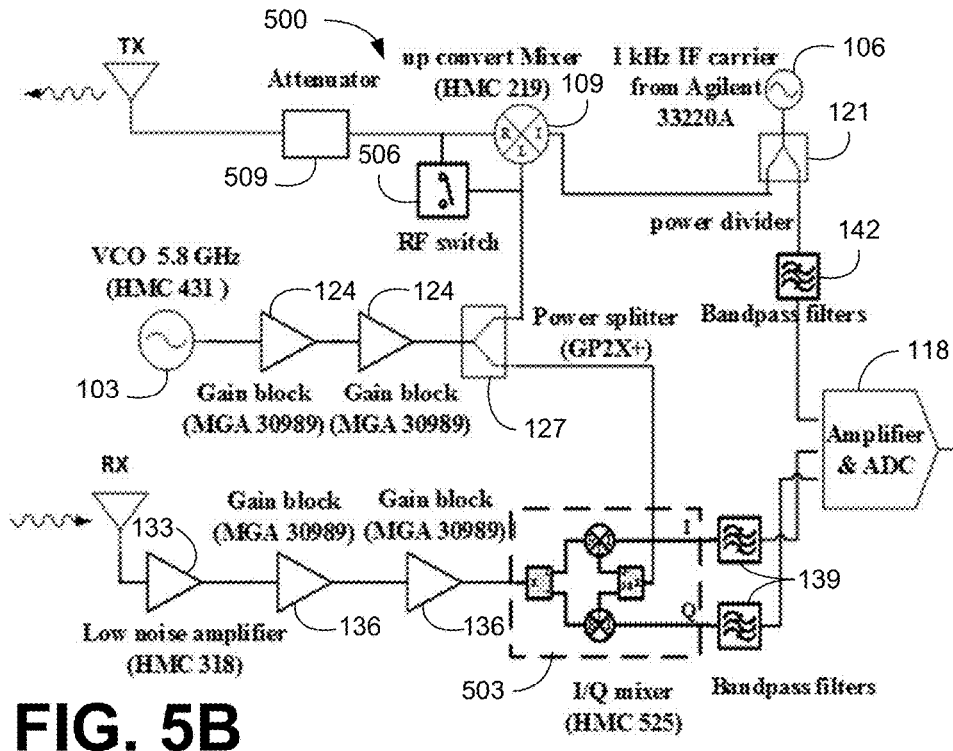 500
TX
Attenuator
509
up convert Mixer
(HMC 219)
109
R I
L
1 kHz IF carrier
from Agilent
33220A
106
121
506
RF switch
power divider
142
Bandpass filters
VCO 5.8 GHz
(HMC 431 )
103
124
124
Gain block
(MGA 30989)
Gain block
(MGA 30989)
Power splitter
(GP2X+)
127
118
Amplifier
& ADC
RX
133
Low noise amplifier
(HMC 318)
Gain block
(MGA 30989)
136
Gain block
(MGA 30989)
136
I
Q
503
I/Q mixer
(HMC 525)
139
Bandpass filters
FIG. 5B